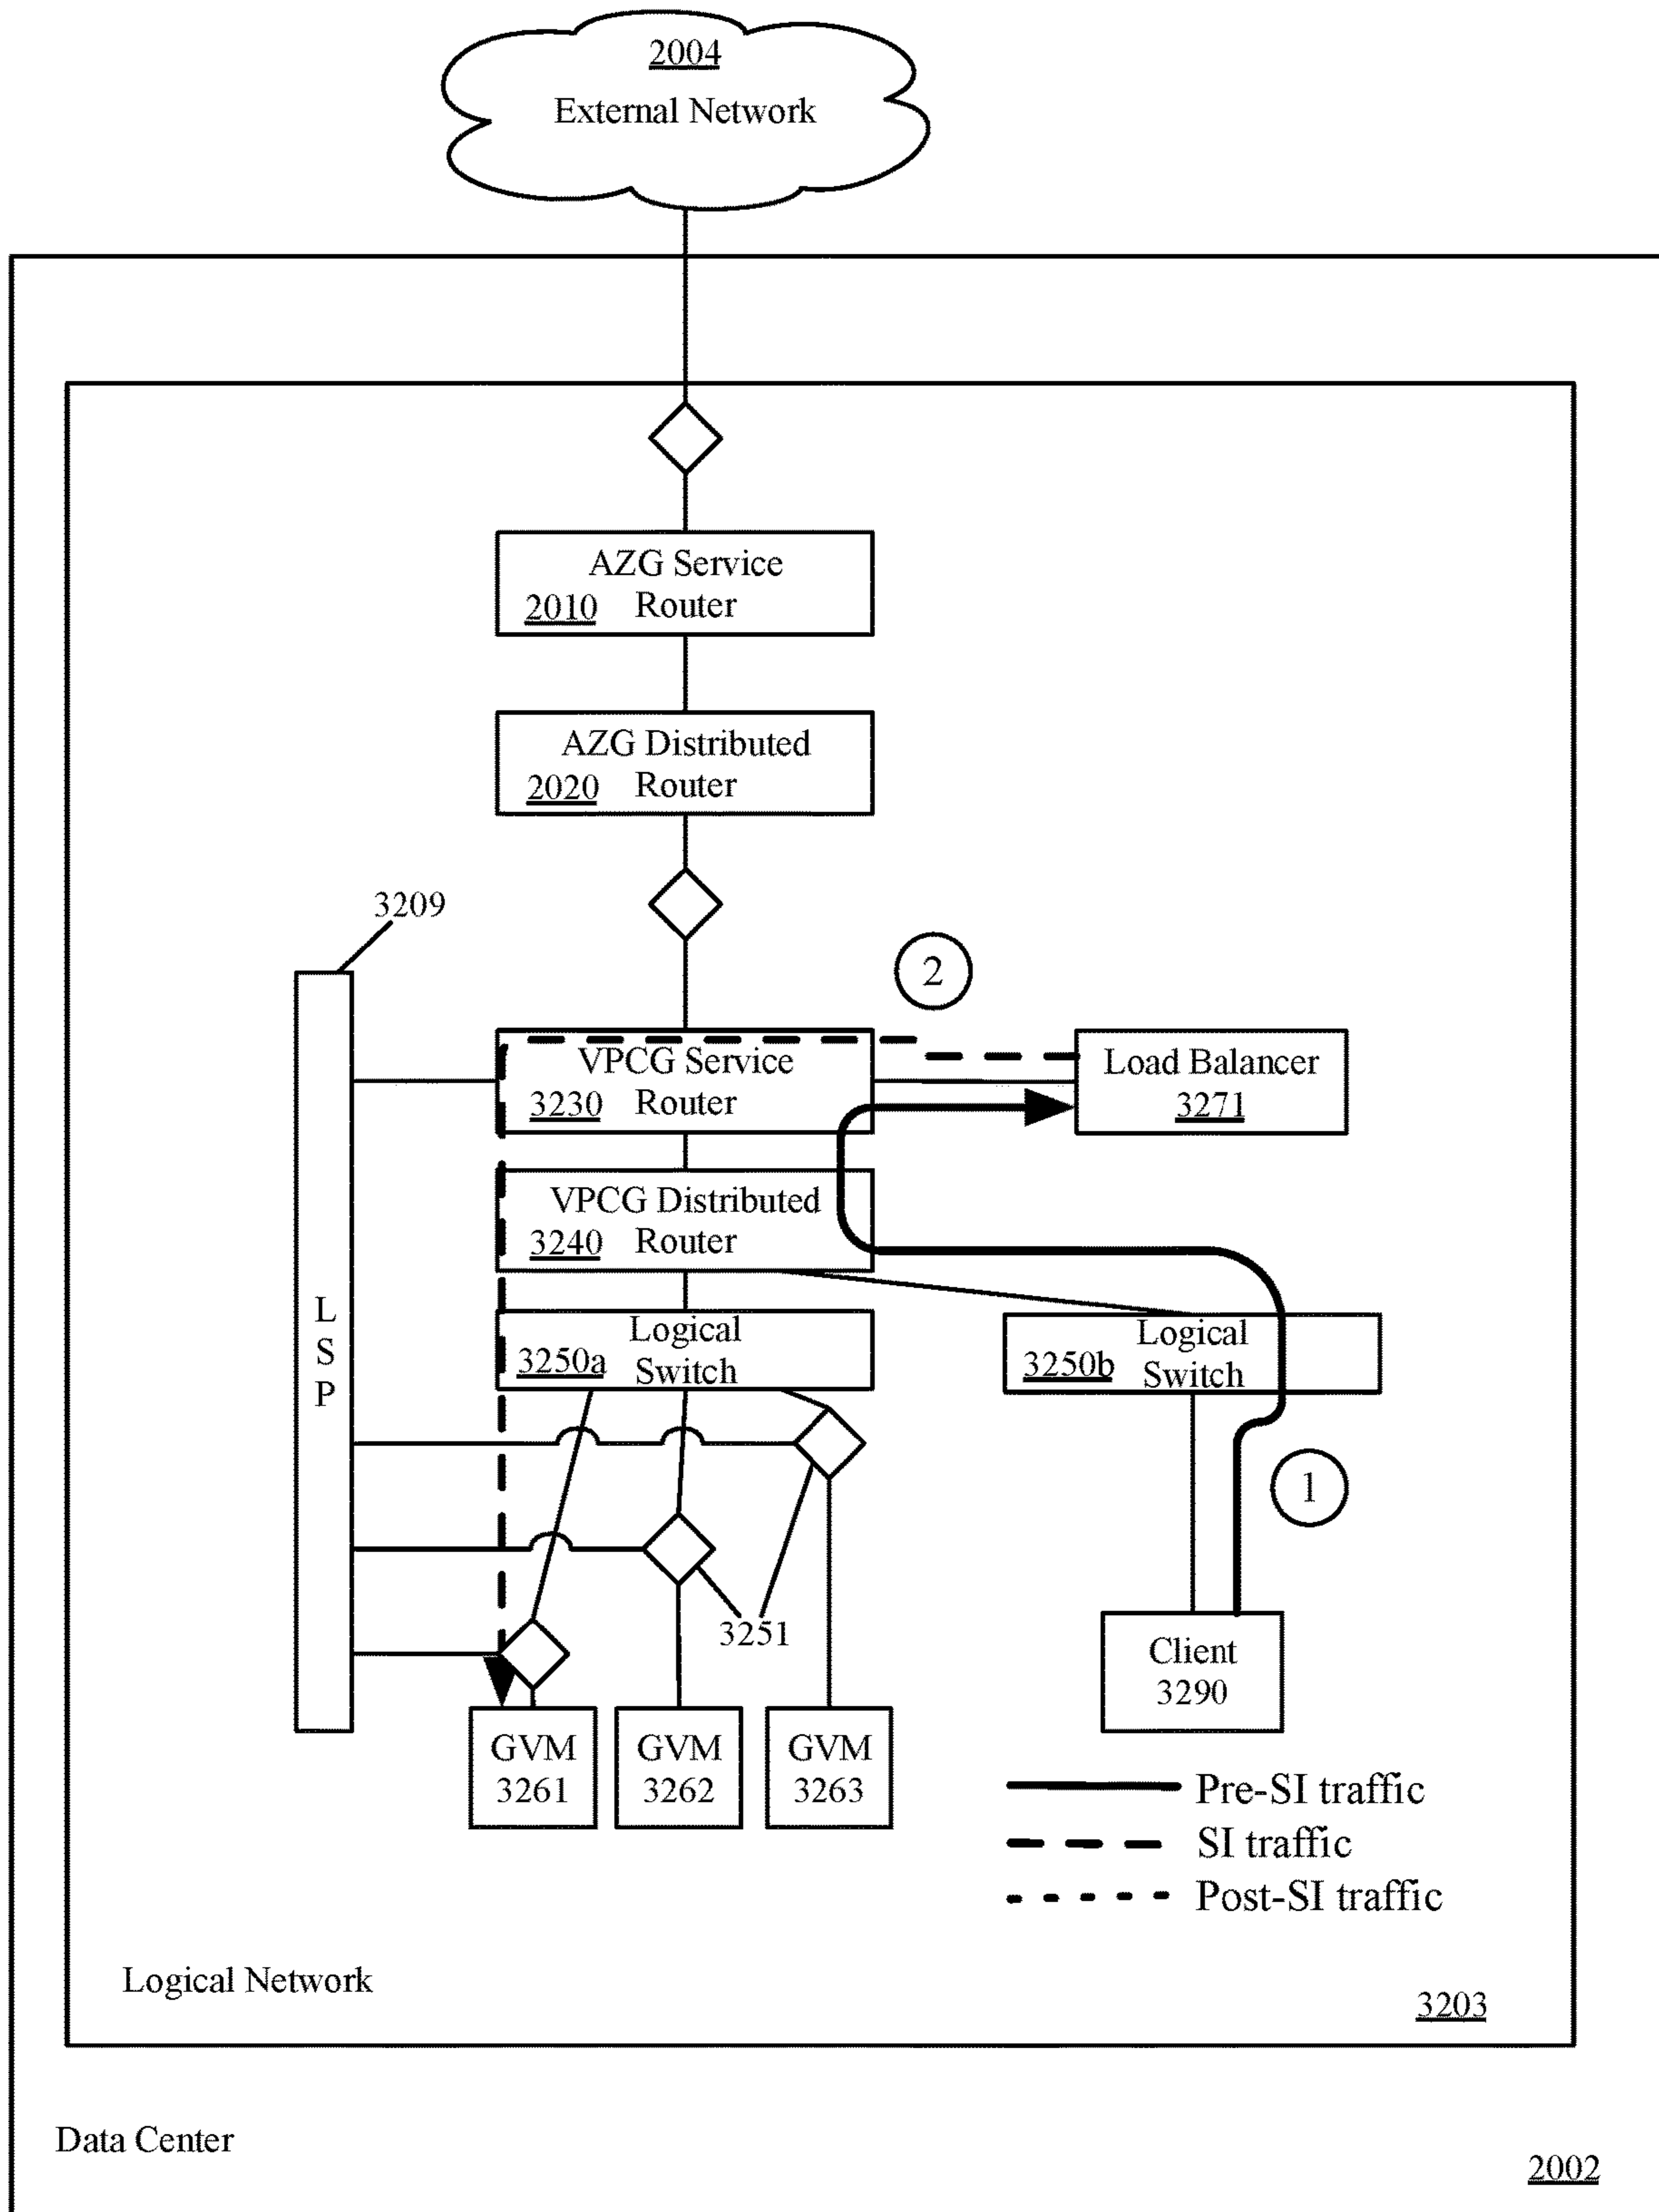 2004
External Network
AZG Service
2010 Router
AZG Distributed
2020 Router
3209
2
VPCG Service
3230 Router
Load Balancer
3271
VPCG Distributed
3240 Router
L
S
P
Logical
3250a Switch
Logical
3250b Switch
1
3251
Client
3290
GVM
3261
GVM
3262
GVM
3263
Pre-SI traffic
SI traffic
Post-SI traffic
Logical Network
3203
Data Center
2002